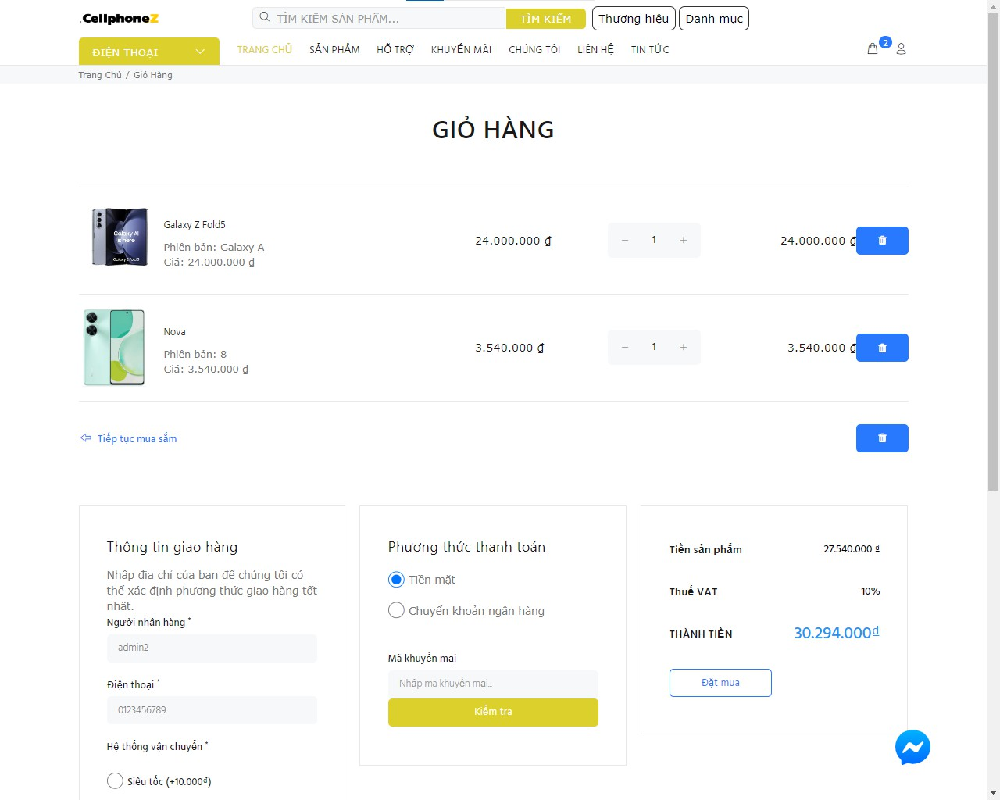 .CellphoneZ
TÌM KIẾM SẢN PHẨM...
TÌM KIẾM
Thương hiệu
Danh mục
ĐIỆN THOẠI
TRANG CHỦ
SẢN PHẨM
HỖ TRỢ
KHUYẾN MÃI
CHÚNG TÔI
LIÊN HỆ
TIN TỨC
2
Trang Chủ / Giỏ Hàng
GIỎ HÀNG
Galaxy AI
is here
Galaxy Z Fold5
Galaxy Z Fold5
Phiên bản: Galaxy A
Giá: 24.000.000 ₫
24.000.000 ₫
− 1 +
24.000.000 ₫
Nova
Phiên bản: 8
Giá: 3.540.000 ₫
3.540.000 ₫
− 1 +
3.540.000 ₫
Tiếp tục mua sắm
Thông tin giao hàng
Nhập địa chỉ của bạn để chúng tôi có
thể xác định phương thức giao hàng tốt
nhất.
Người nhận hàng *
admin2
Điện thoại *
0123456789
Hệ thống vận chuyển *
Siêu tốc (+10.000₫)
Phương thức thanh toán
Tiền mặt
Chuyển khoản ngân hàng
Mã khuyến mại
Nhập mã khuyến mại...
Kiểm tra
Tiền sản phẩm 27.540.000 ₫
Thuế VAT 10%
THÀNH TIỀN 30.294.000₫
Đặt mua